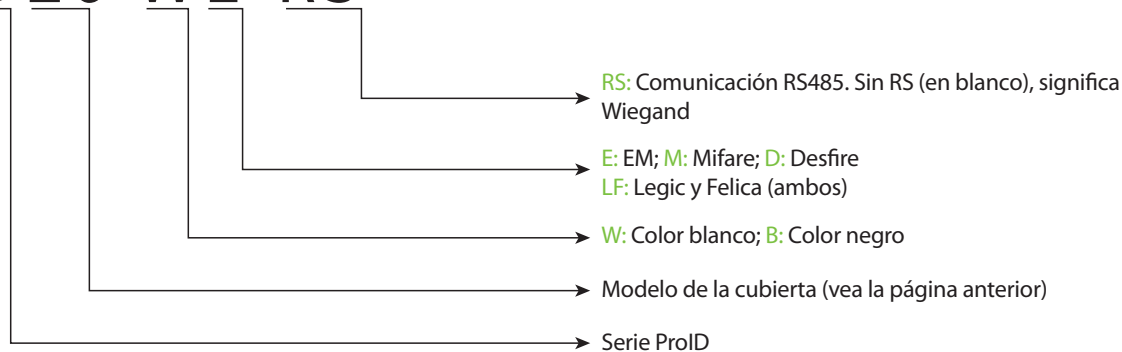 RS: Comunicación RS485. Sin RS (en blanco), significa
Wiegand
E: EM; M: Mifare; D: Desfire
LF: Legic y Felica (ambos)
W: Color blanco; B: Color negro
Modelo de la cubierta (vea la página anterior)
Serie ProID